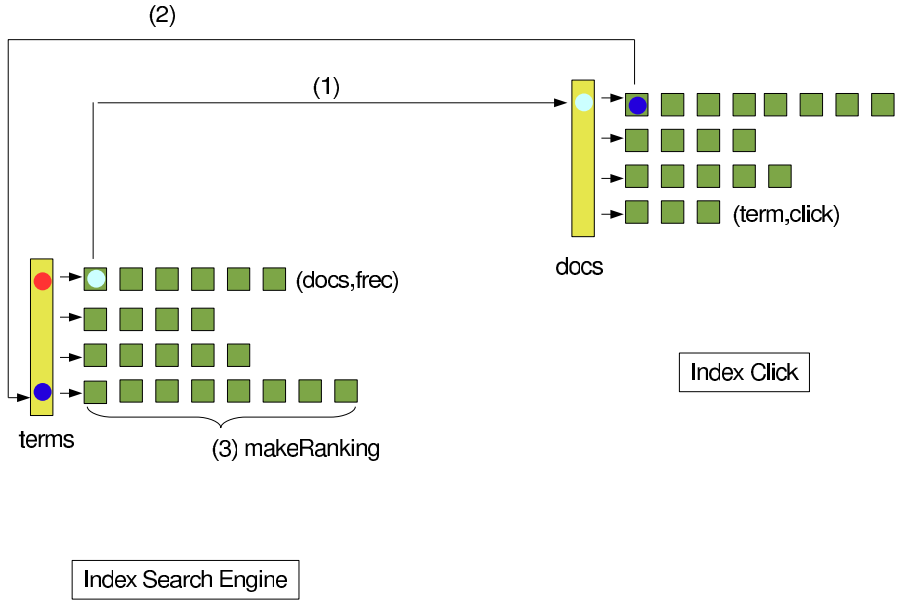 (2)
(1)
(term,click)
docs
(docs,frec)
Index Click
terms
(3) makeRanking
Index Search Engine